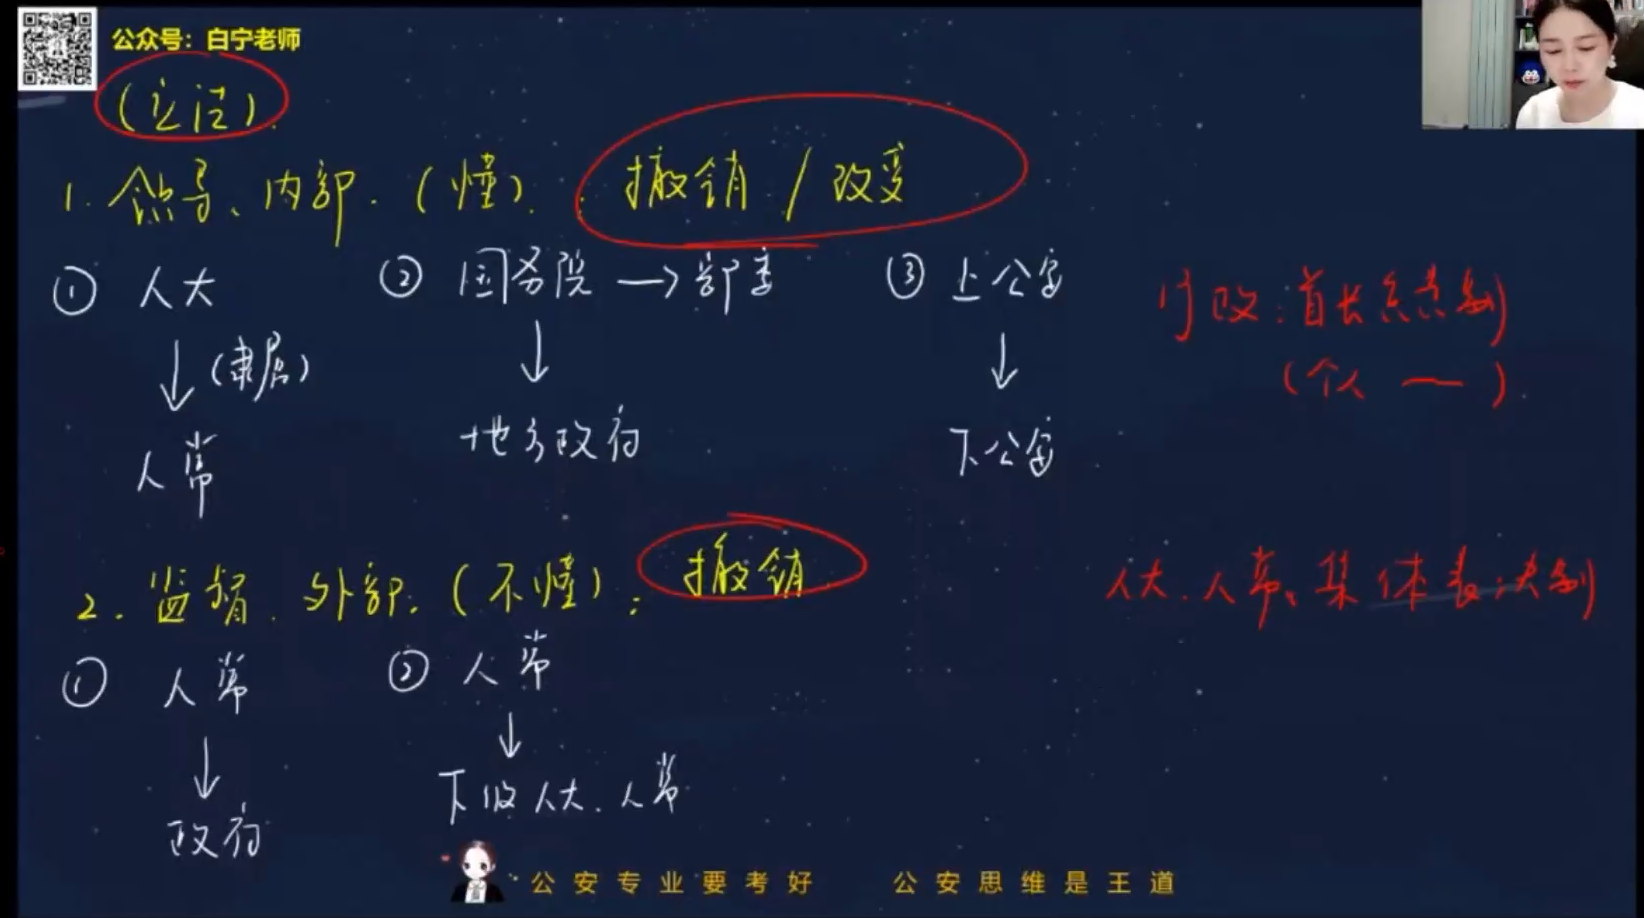 公众号：白宁老师
（立法）
1. 领导、内部.（懂）: 撤销 / 改变
① 人大
↓（隶属）
人常
② 国务院 → 部委
↓
地方政府
③ 上公安
↓
下公安
行政：首长负责制
（个人 一 ）
2. 监督、外部.（不懂）: 撤销
人大、人常、集体表决制
① 人常
↓
政府
② 人常
↓
下级人大、人常
公安专业要考好 公安思维是王道